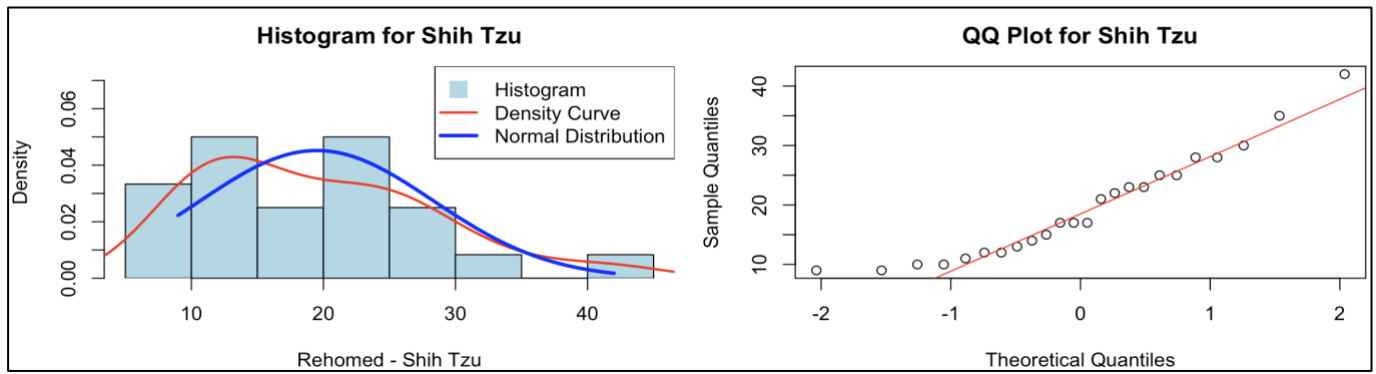 Histogram for Shih Tzu
Histogram
Density Curve
Normal Distribution
Density
0.00
0.02
0.04
0.06
10
20
30
40
Rehomed - Shih Tzu
QQ Plot for Shih Tzu
Sample Quantiles
10
20
30
40
-2
-1
0
1
2
Theoretical Quantiles